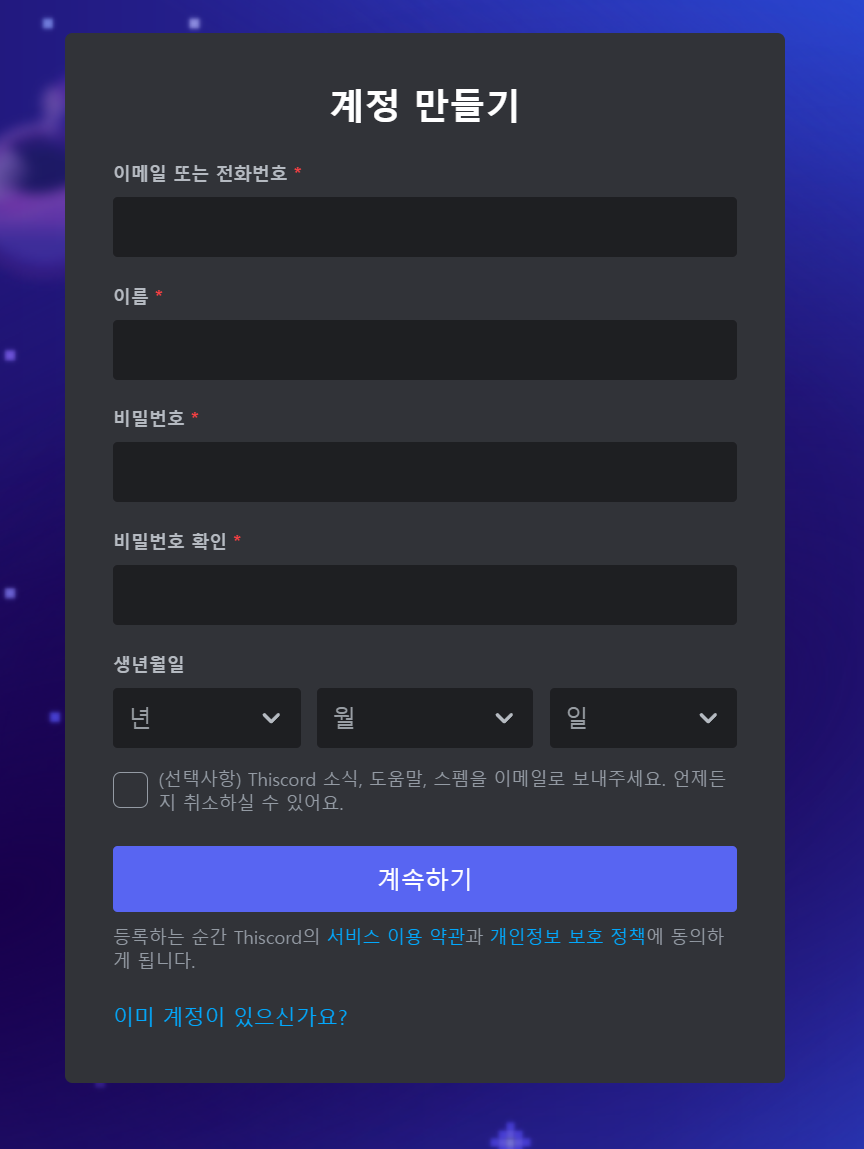 계정 만들기
이메일 또는 전화번호 *
이름 *
비밀번호 *
비밀번호 확인 *
생년월일
년 월 일
(선택사항) Thiscord 소식, 도움말, 스펨을 이메일로 보내주세요. 언제든
지 취소하실 수 있어요.
계속하기
등록하는 순간 Thiscord의 서비스 이용 약관과 개인정보 보호 정책에 동의하
게 됩니다.
이미 계정이 있으신가요?